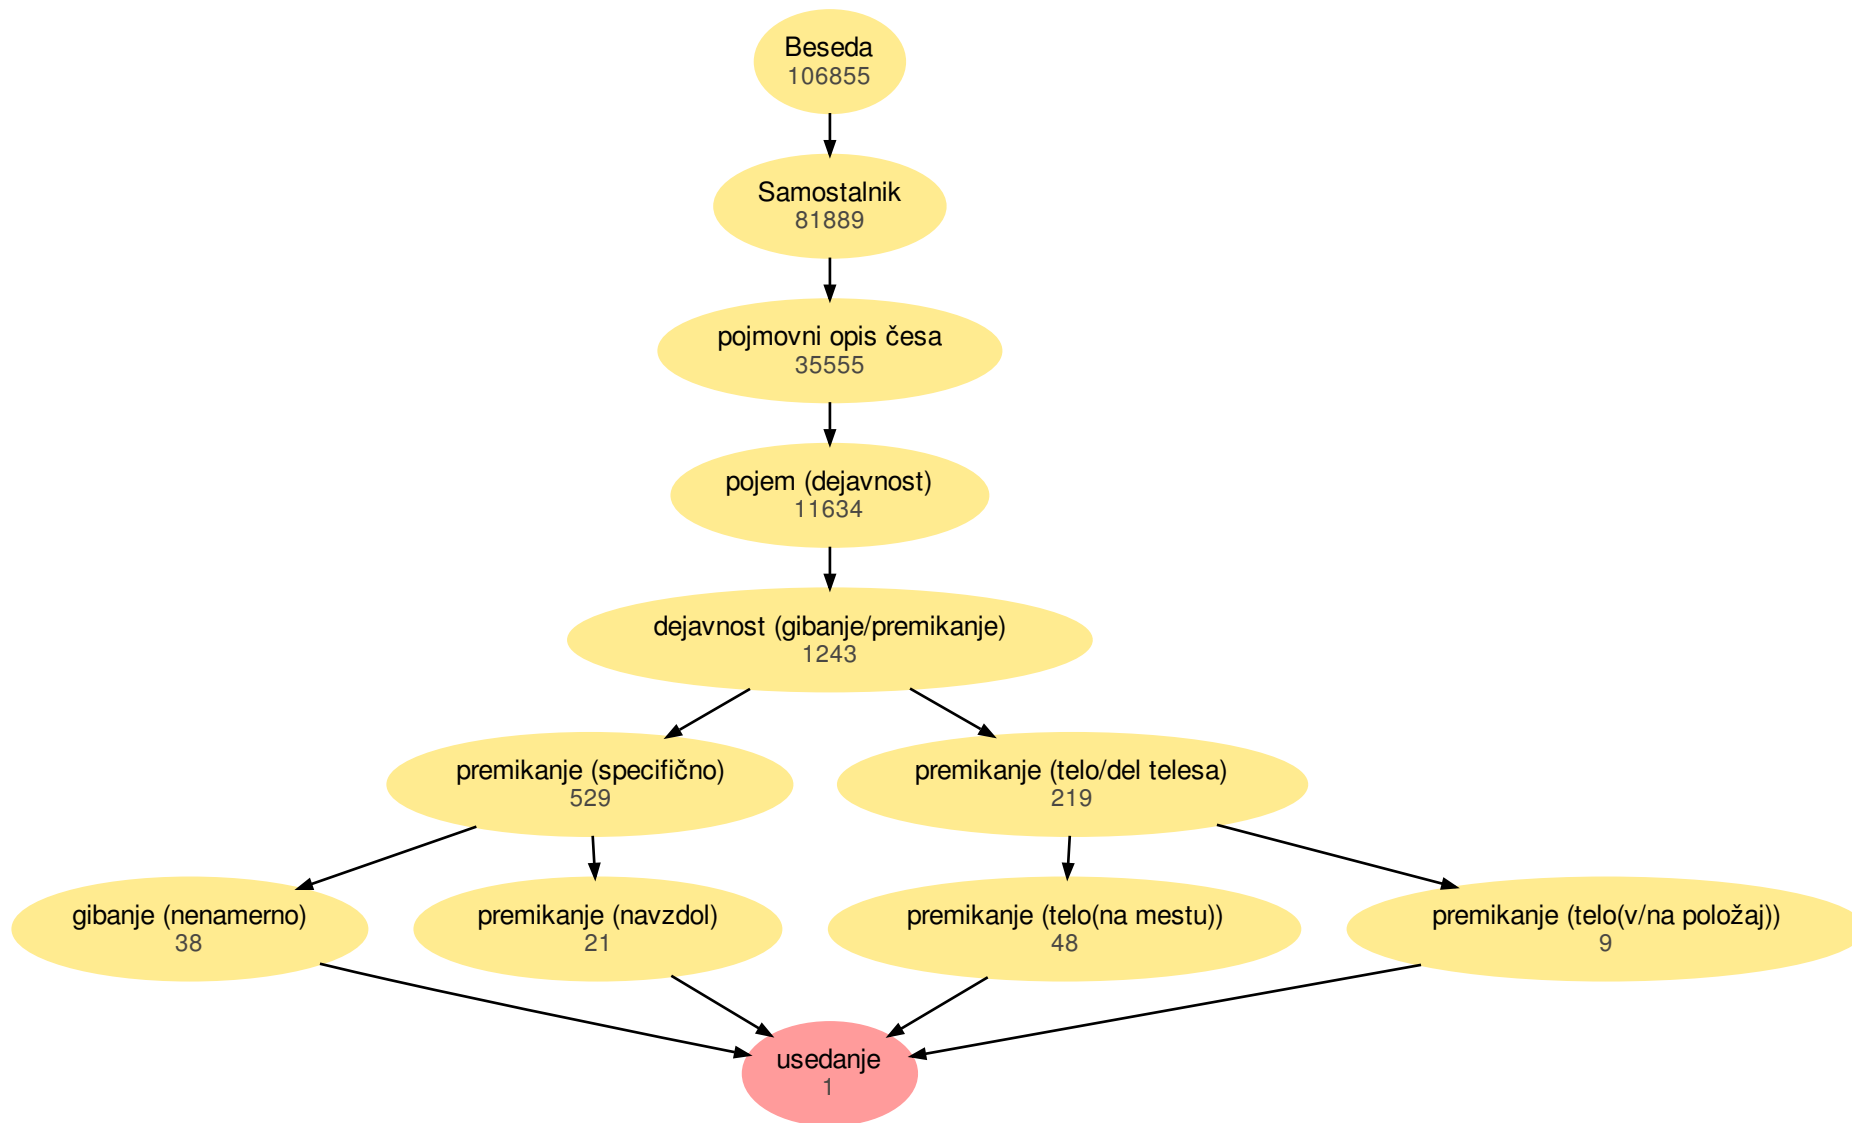 Beseda
106855
Samostalnik
81889
pojmovni opis česa
35555
pojem (dejavnost)
11634
dejavnost (gibanje/premikanje)
1243
premikanje (specifično)
529
premikanje (telo/del telesa)
219
gibanje (nenamerno)
38
premikanje (navzdol)
21
premikanje (telo(na mestu))
48
premikanje (telo(v/na položaj))
9
usedanje
1